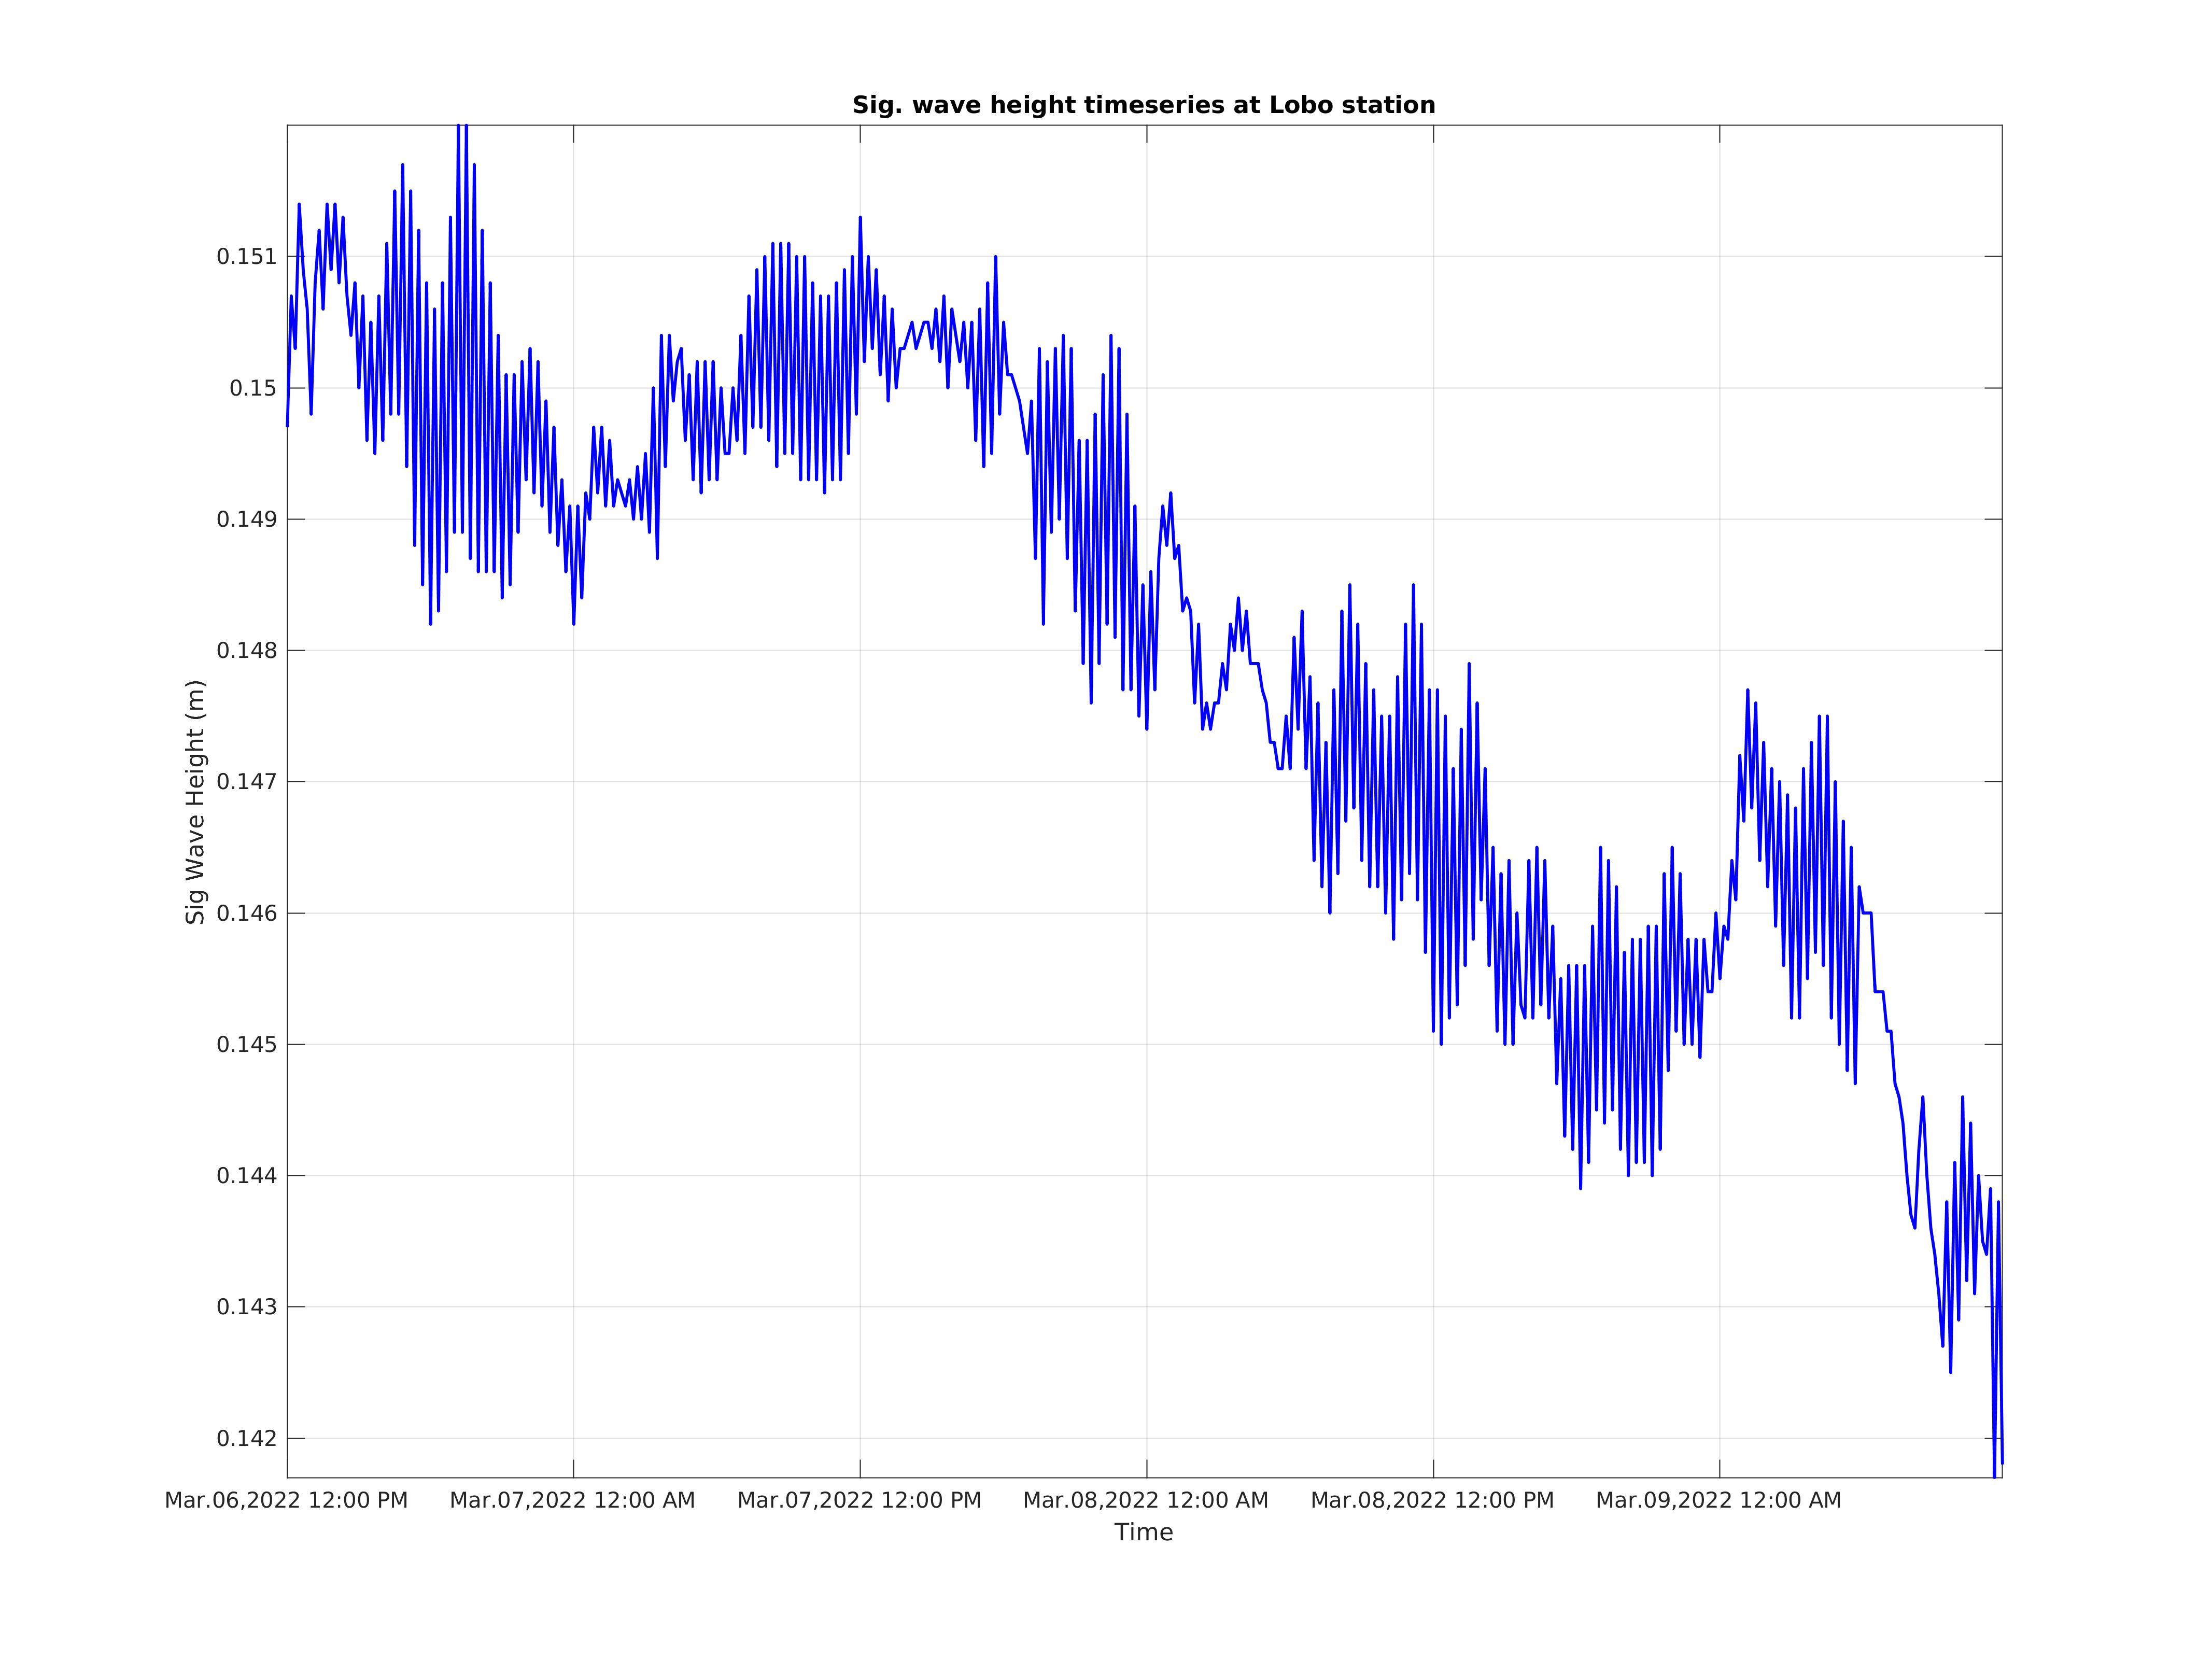 Sig. wave height timeseries at Lobo station
0.151
0.15
0.149
0.148
0.147
0.146
0.145
0.144
0.143
0.142
Sig Wave Height (m)
Mar.06,2022 12:00 PM
Mar.07,2022 12:00 AM
Mar.07,2022 12:00 PM
Mar.08,2022 12:00 AM
Mar.08,2022 12:00 PM
Mar.09,2022 12:00 AM
Time